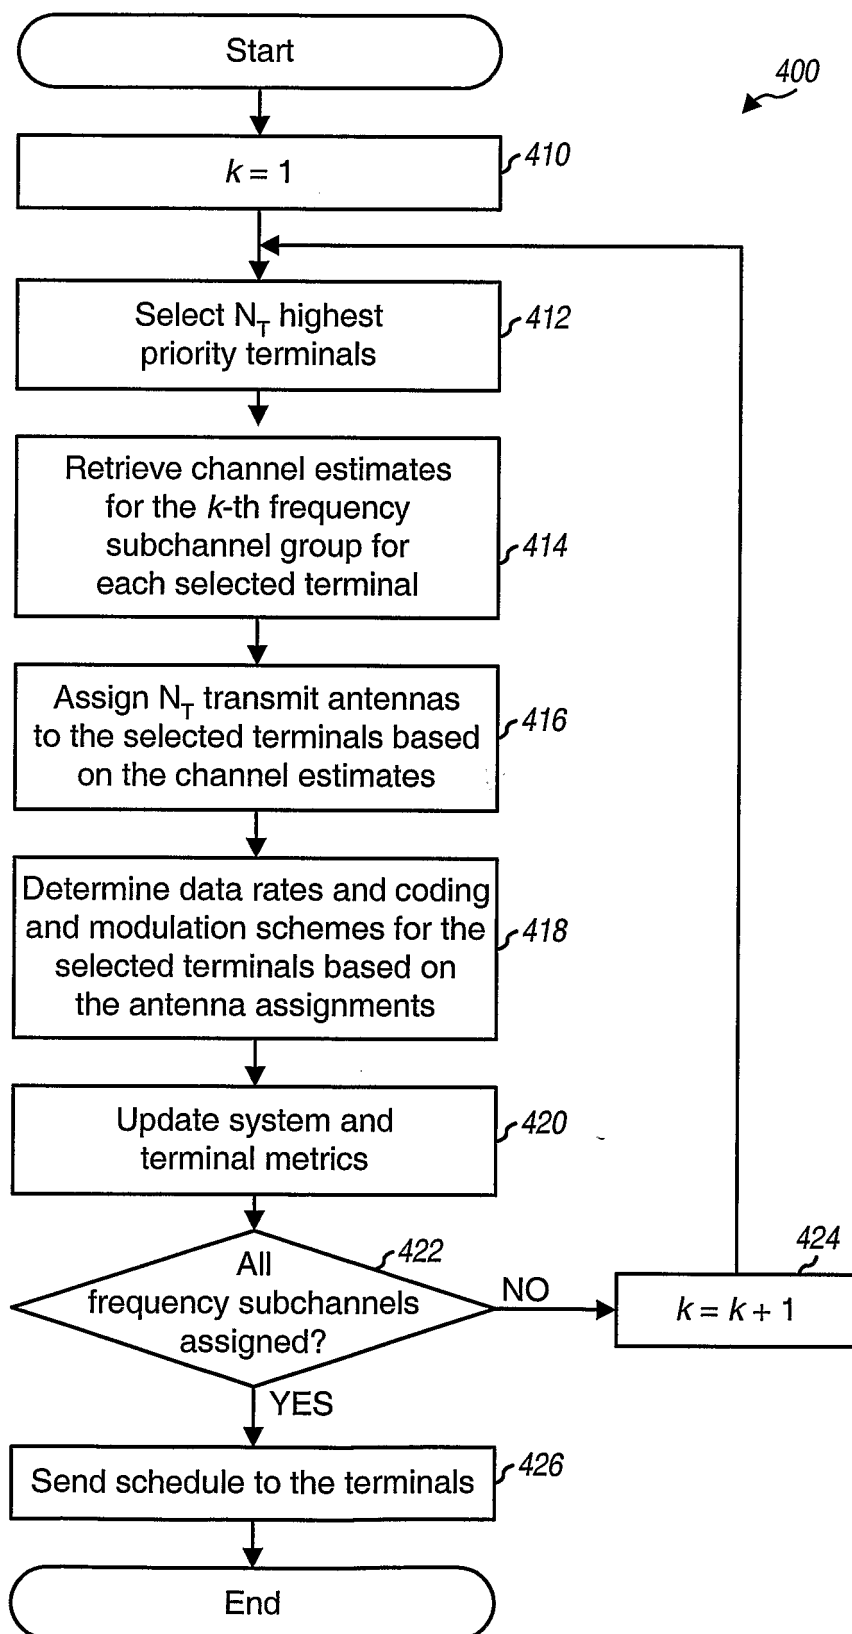 Start
400
k = 1
410
Select N_T highest
priority terminals
412
Retrieve channel estimates
for the k-th frequency
subchannel group for
each selected terminal
414
Assign N_T transmit antennas
to the selected terminals based
on the channel estimates
416
Determine data rates and coding
and modulation schemes for the
selected terminals based on
the antenna assignments
418
Update system and
terminal metrics
420
All
frequency subchannels
assigned?
422
NO
424
k = k + 1
YES
Send schedule to the terminals
426
End